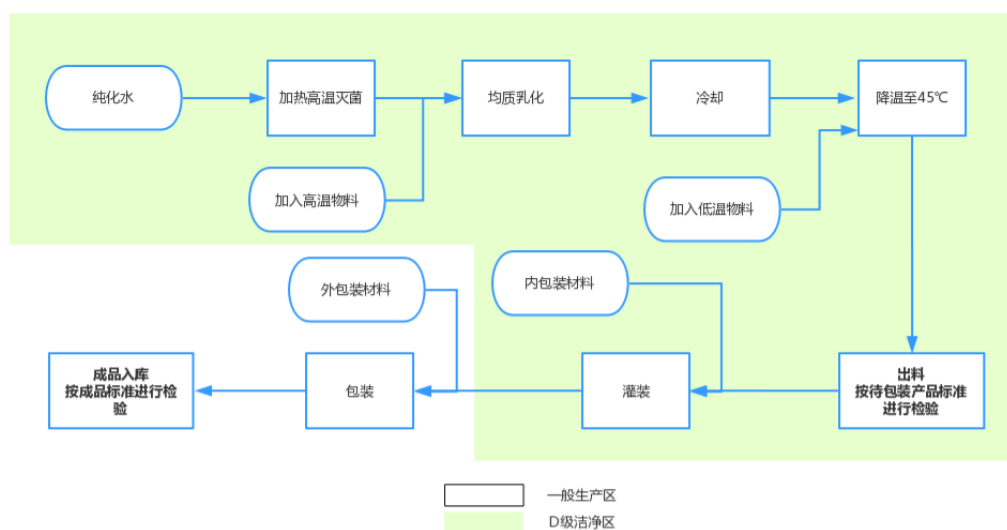 纯化水
加热高温灭菌
均质乳化
冷却
降温至45℃
加入高温物料
加入低温物料
外包装材料
内包装材料
成品入库
按成品标准进行检
验
包装
灌装
出料
按待包装产品标准
进行检验
一般生产区
D级洁净区